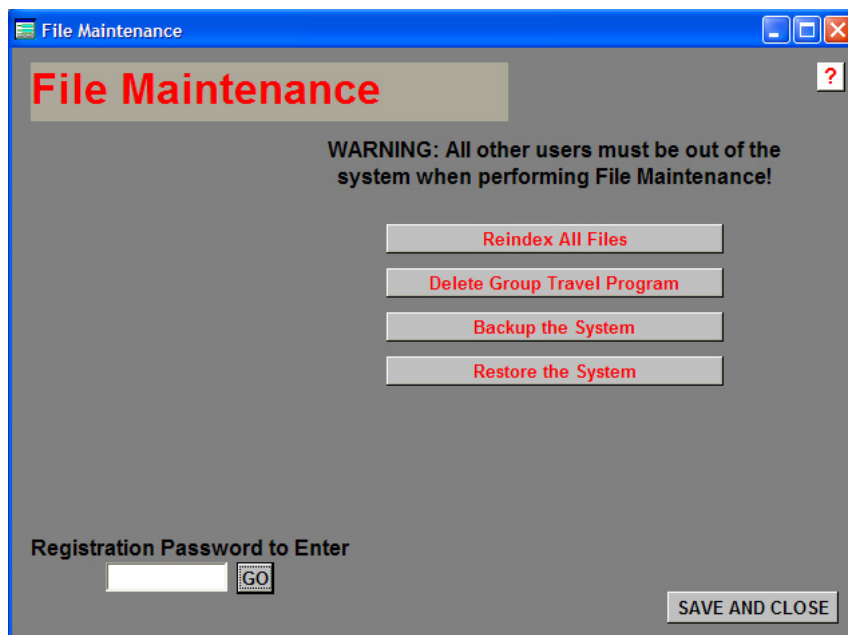 File Maintenance
File Maintenance
?
WARNING: All other users must be out of the
system when performing File Maintenance!
Reindex All Files
Delete Group Travel Program
Backup the System
Restore the System
Registration Password to Enter
GO
SAVE AND CLOSE